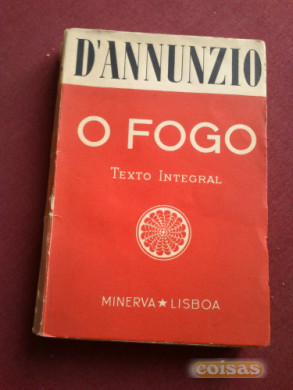 D'ANNUNZIO
O FOGO
TEXTO INTEGRAL
MINERVA ★ LISBOA
coisas